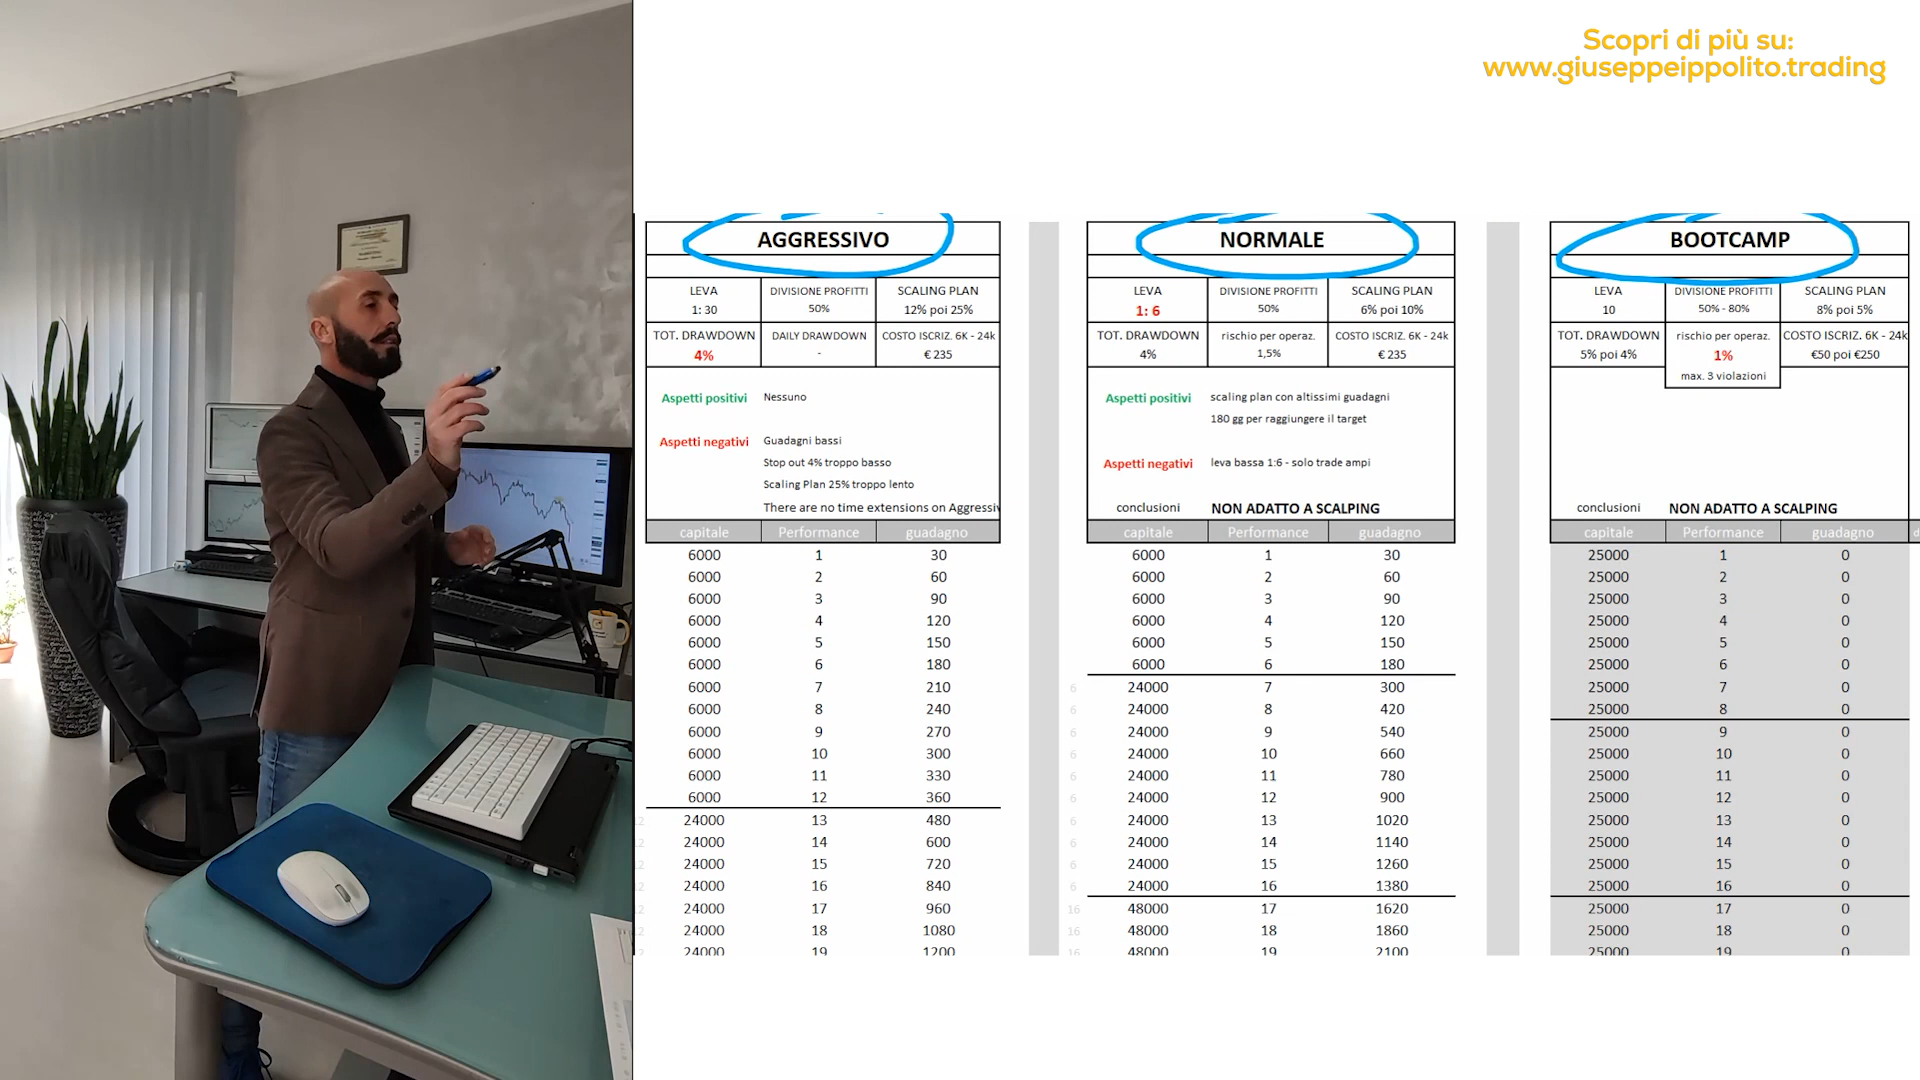 Scopri di più su:
www.giuseppeippolito.trading
AGGRESSIVO
LEVA DIVISIONE PROFITTI SCALING PLAN
1: 30 50% 12% poi 25%
TOT. DRAWDOWN DAILY DRAWDOWN COSTO ISCRIZ. 6K - 24k
4% - € 235
Aspetti positivi Nessuno
Aspetti negativi Guadagni bassi
Stop out 4% troppo basso
Scaling Plan 25% troppo lento
There are no time extensions on Aggressiv
capitale Performance guadagno
6000 1 30
6000 2 60
6000 3 90
6000 4 120
6000 5 150
6000 6 180
6000 7 210
6000 8 240
6000 9 270
6000 10 300
6000 11 330
6000 12 360
24000 13 480
24000 14 600
24000 15 720
24000 16 840
24000 17 960
24000 18 1080
24000 19 1200
NORMALE
LEVA DIVISIONE PROFITTI SCALING PLAN
1: 6 50% 6% poi 10%
TOT. DRAWDOWN rischio per operaz. COSTO ISCRIZ. 6K - 24k
4% 1,5% € 235
Aspetti positivi scaling plan con altissimi guadagni
180 gg per raggiungere il target
Aspetti negativi leva bassa 1:6 - solo trade ampi
conclusioni NON ADATTO A SCALPING
capitale Performance guadagno
6000 1 30
6000 2 60
6000 3 90
6000 4 120
6000 5 150
6000 6 180
6 24000 7 300
6 24000 8 420
6 24000 9 540
6 24000 10 660
6 24000 11 780
6 24000 12 900
6 24000 13 1020
6 24000 14 1140
6 24000 15 1260
6 24000 16 1380
16 48000 17 1620
16 48000 18 1860
16 48000 19 2100
BOOTCAMP
LEVA DIVISIONE PROFITTI SCALING PLAN
10 50% - 80% 8% poi 5%
TOT. DRAWDOWN rischio per operaz. COSTO ISCRIZ. 6K - 24k
5% poi 4% 1% €50 poi €250
max. 3 violazioni
conclusioni NON ADATTO A SCALPING
capitale Performance guadagno
25000 1 0
25000 2 0
25000 3 0
25000 4 0
25000 5 0
25000 6 0
25000 7 0
25000 8 0
25000 9 0
25000 10 0
25000 11 0
25000 12 0
25000 13 0
25000 14 0
25000 15 0
25000 16 0
25000 17 0
25000 18 0
25000 19 0